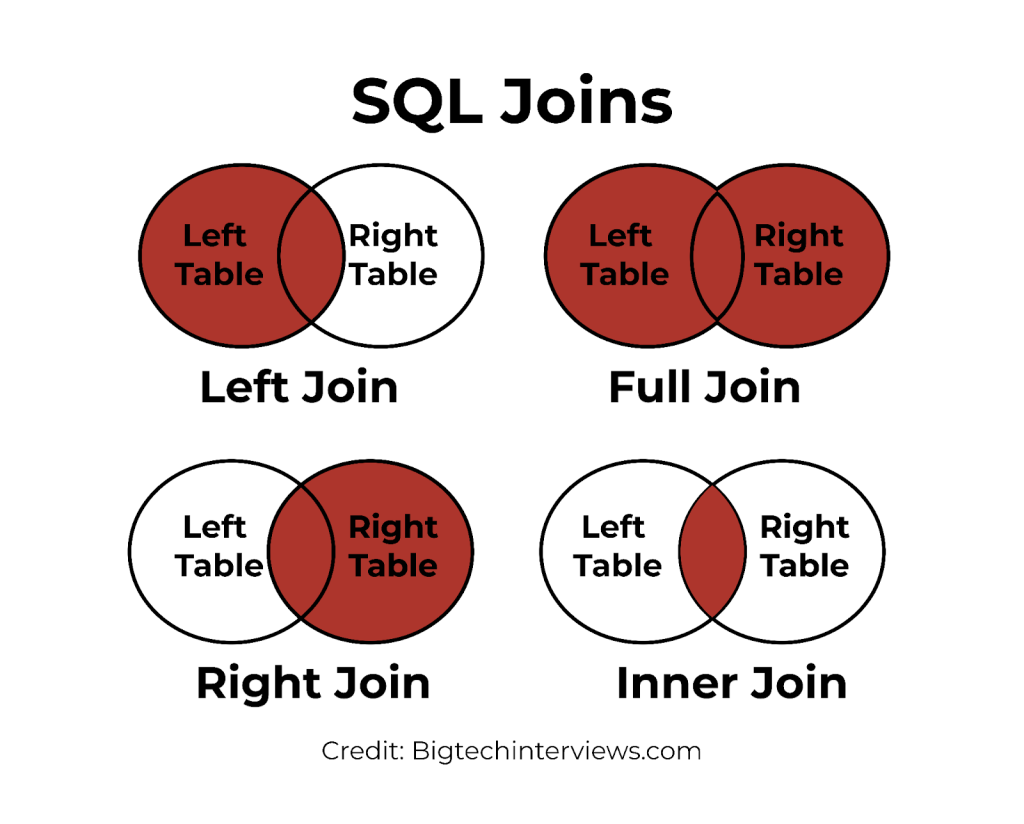 SQL Joins
Left
Table
Right
Table
Left Join
Left
Table
Right
Table
Full Join
Left
Table
Right
Table
Right Join
Left
Table
Right
Table
Inner Join
Credit: Bigtechinterviews.com